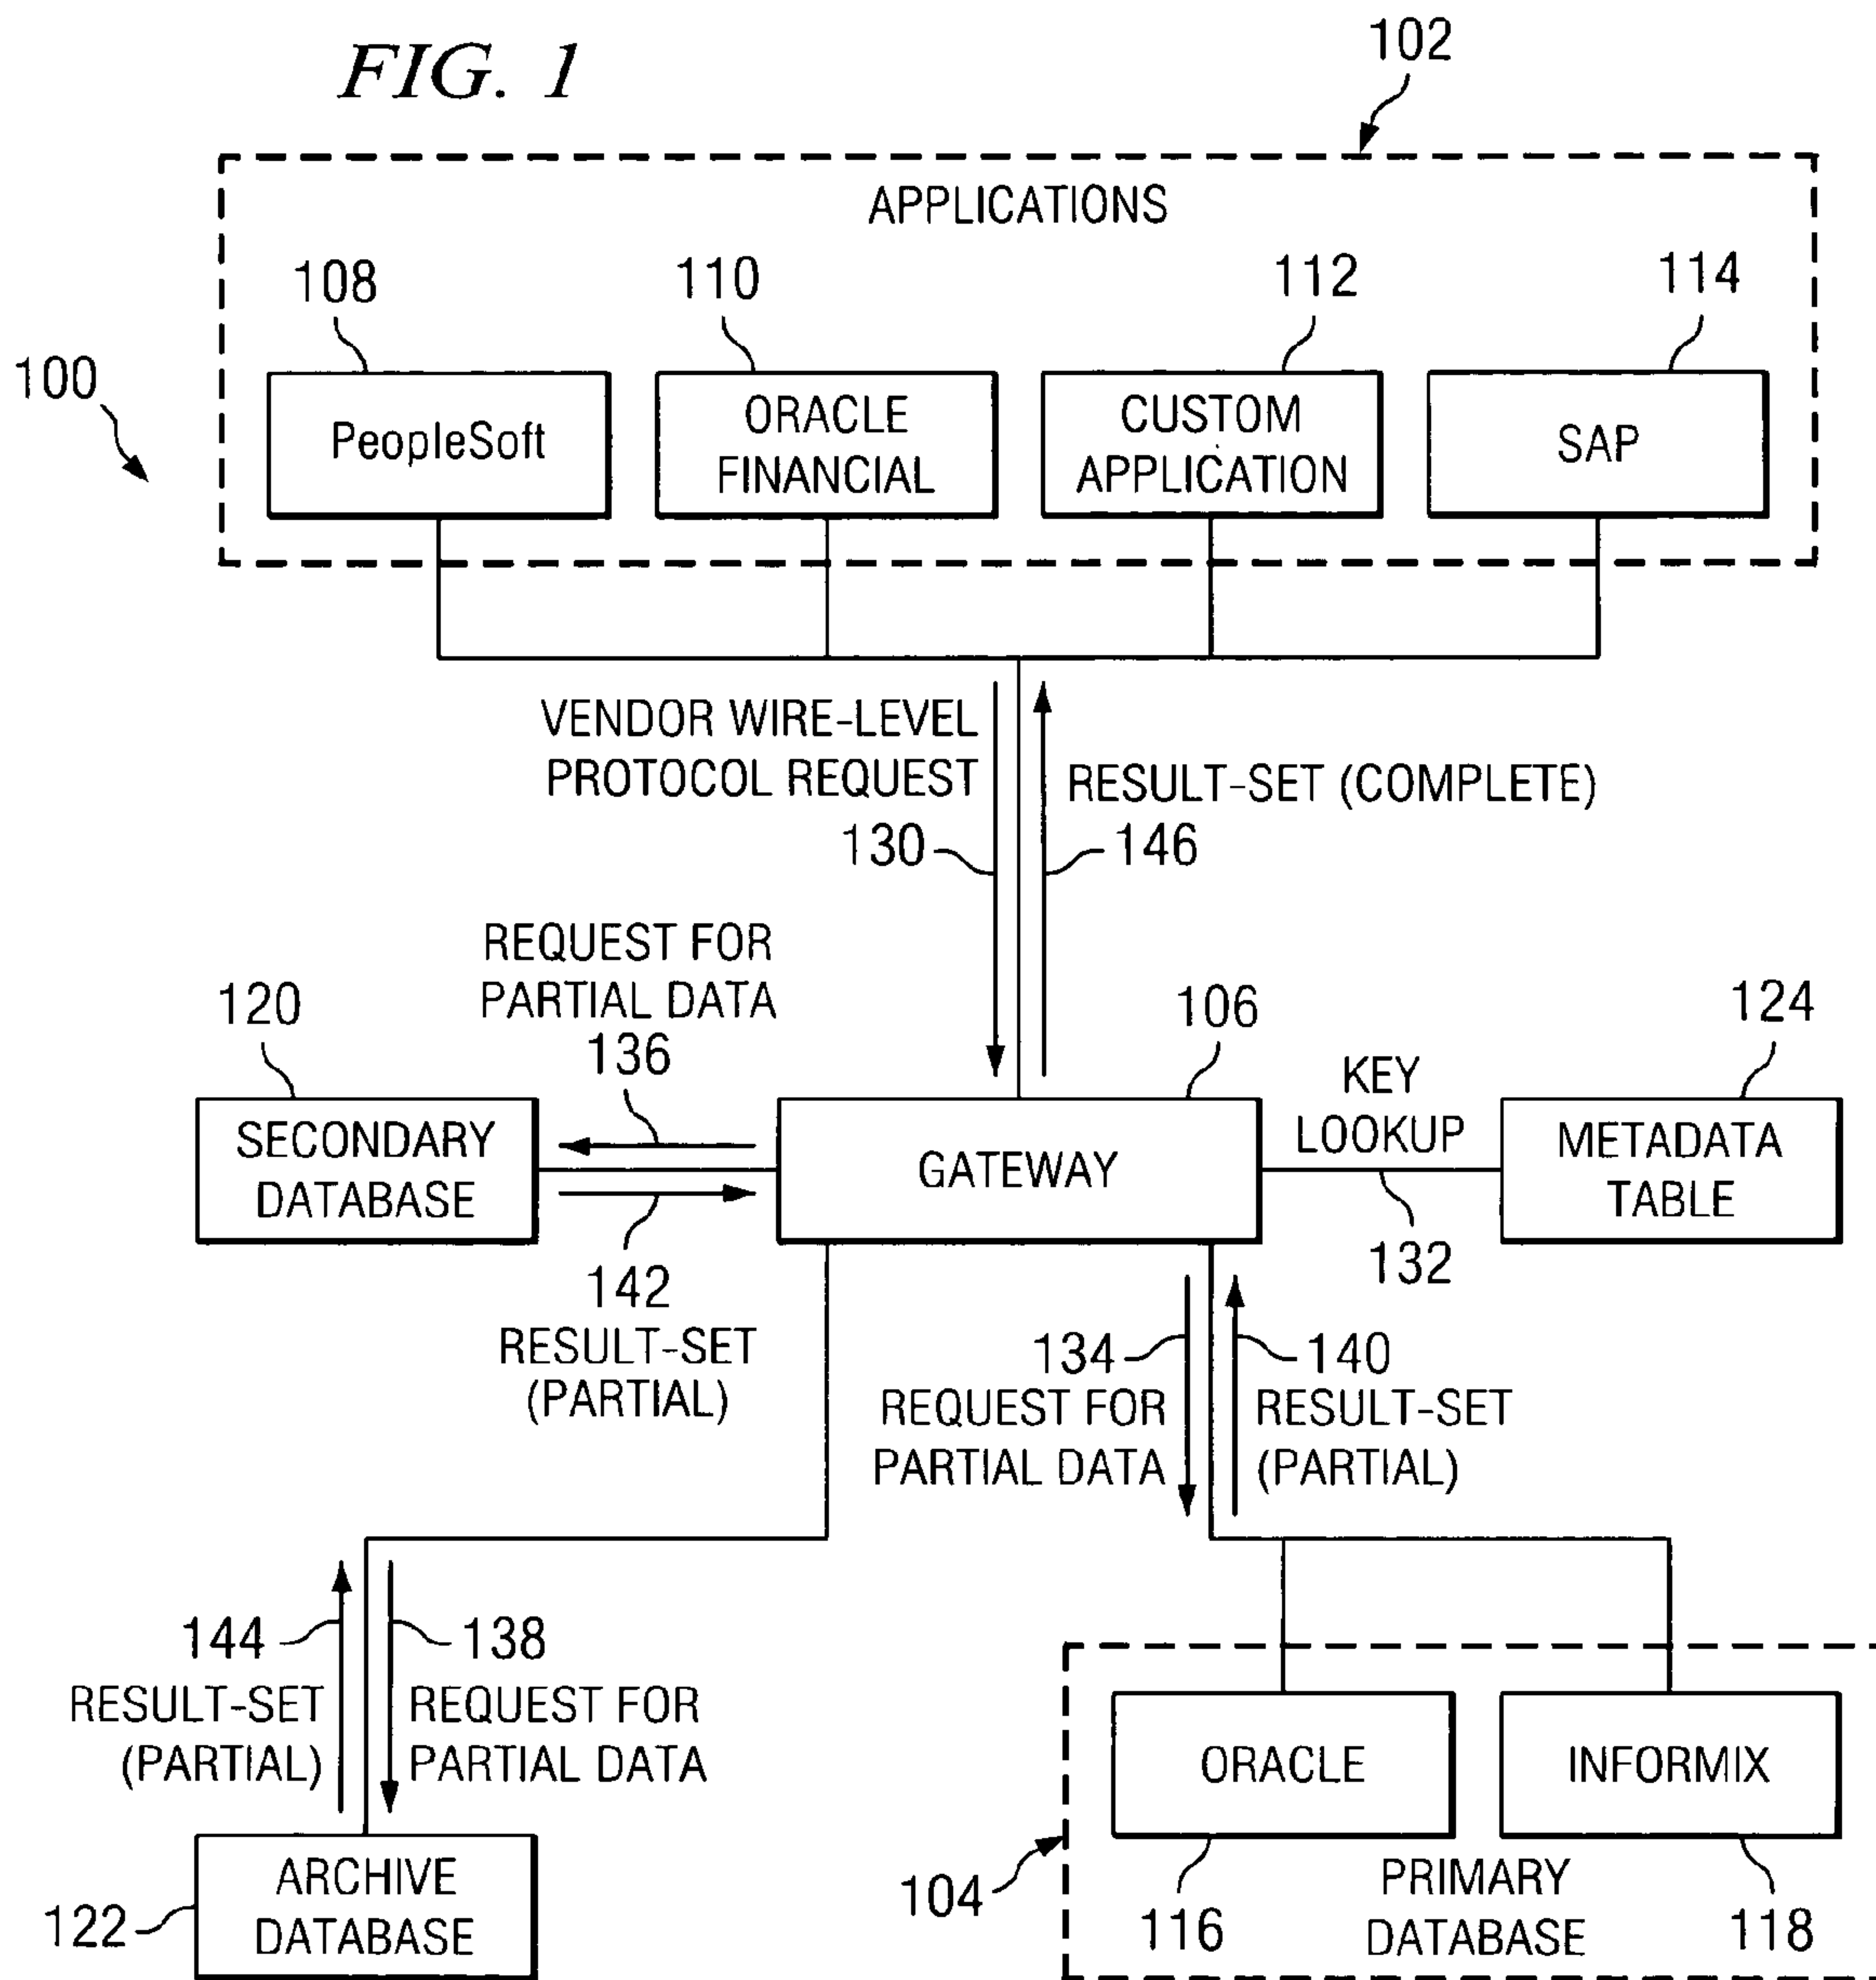 FIG. 1
102
APPLICATIONS
108
110
112
114
100
PeopleSoft
ORACLE
FINANCIAL
CUSTOM
APPLICATION
SAP
VENDOR WIRE-LEVEL
PROTOCOL REQUEST
RESULT-SET (COMPLETE)
130
146
REQUEST FOR
PARTIAL DATA
136
120
106
124
KEY
LOOKUP
SECONDARY
DATABASE
GATEWAY
METADATA
TABLE
132
142
RESULT-SET
(PARTIAL)
134
REQUEST FOR
PARTIAL DATA
140
RESULT-SET
(PARTIAL)
144
RESULT-SET
(PARTIAL)
138
REQUEST FOR
PARTIAL DATA
ORACLE
INFORMIX
ARCHIVE
DATABASE
122
104
116
PRIMARY
DATABASE
118